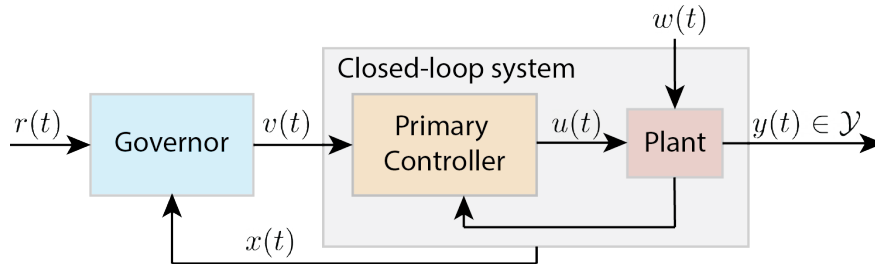 w(t)
Closed-loop system
r(t)
Governor
v(t)
Primary
Controller
u(t)
Plant
y(t) ∈ 𝒴
x(t)